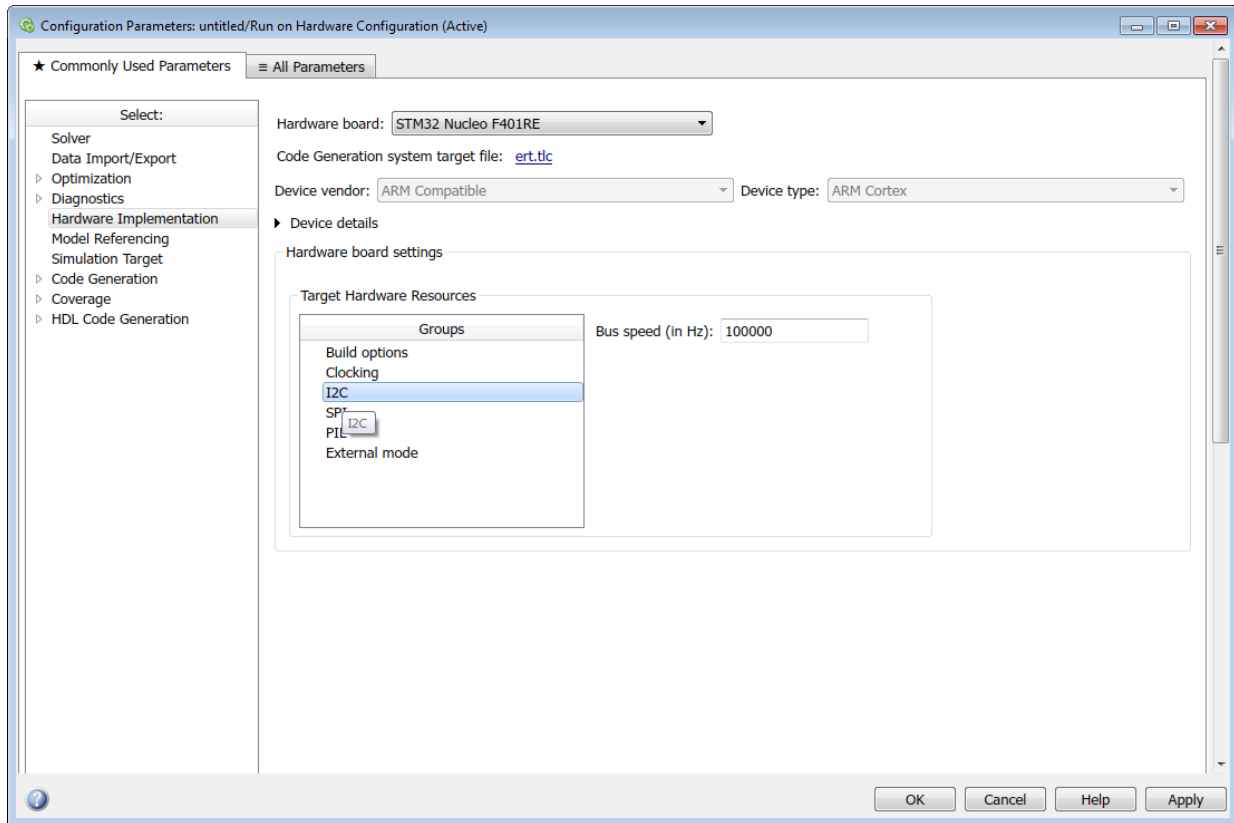 Configuration Parameters: untitled/Run on Hardware Configuration (Active)
★ Commonly Used Parameters
≡ All Parameters
Select:
Solver
Data Import/Export
Optimization
Diagnostics
Hardware Implementation
Model Referencing
Simulation Target
Code Generation
Coverage
HDL Code Generation
Hardware board: STM32 Nucleo F401RE
Code Generation system target file: ert.tlc
Device vendor: ARM Compatible Device type: ARM Cortex
Device details
Hardware board settings
Target Hardware Resources
Groups
Build options
Clocking
I2C
SPI
I2C
PIL
External mode
Bus speed (in Hz): 100000
OK Cancel Help Apply